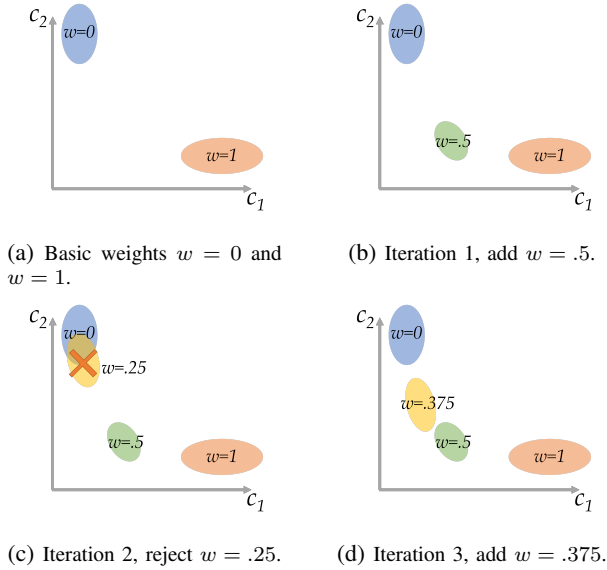 c2
w=0
w=1
c1
c2
w=0
w=.5
w=1
c1
(a) Basic weights w = 0 and
w = 1.
(b) Iteration 1, add w = .5.
c2
w=0
w=.25
w=.5
w=1
c1
c2
w=0
w=.375
w=.5
w=1
c1
(c) Iteration 2, reject w = .25.
(d) Iteration 3, add w = .375.